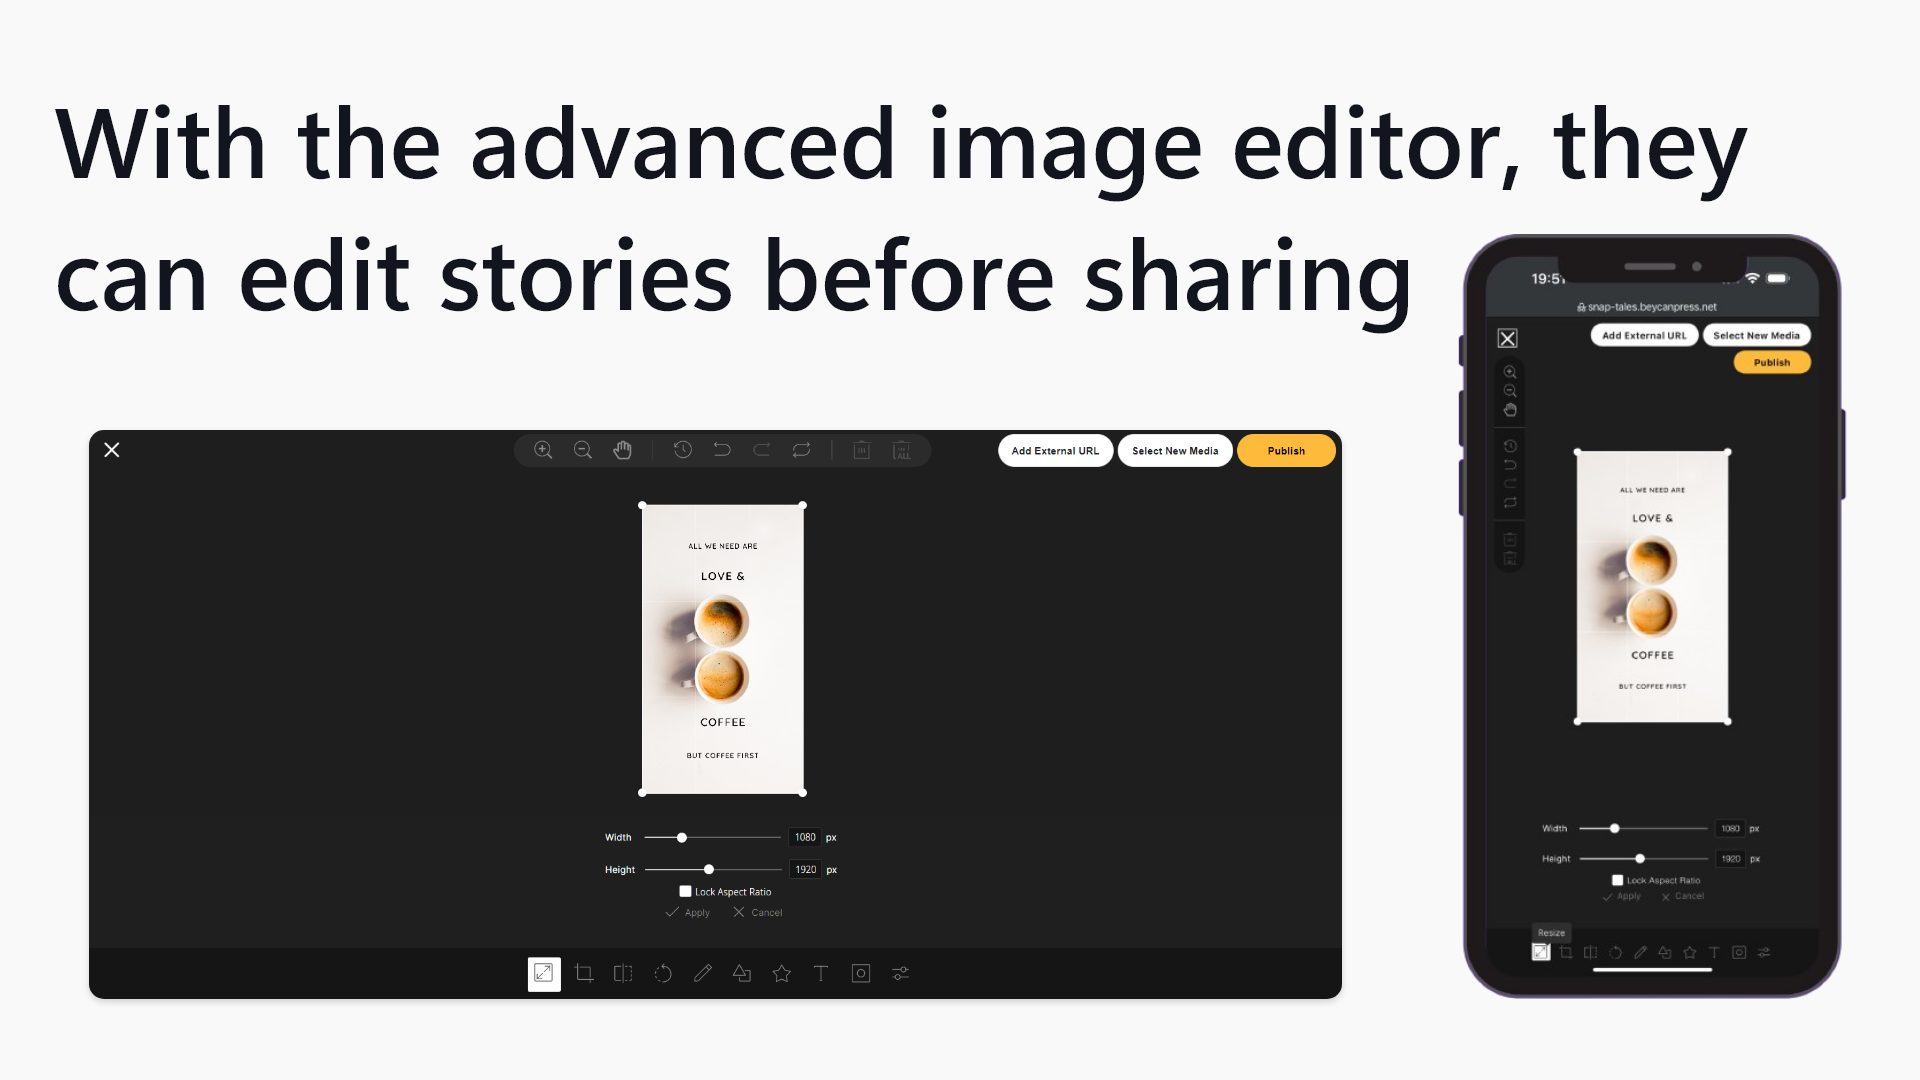 With the advanced image editor, they
can edit stories before sharing
ALL
Add External URL
Select New Media
Publish
ALL WE NEED ARE
LOVE &
COFFEE
BUT COFFEE FIRST
Width 1080 px
Height 1920 px
Lock Aspect Ratio
Apply Cancel
T
19:51
snap-tales.beycanpress.net
Add External URL
Select New Media
Publish
ALL WE NEED ARE
LOVE &
COFFEE
BUT COFFEE FIRST
Width 1080 px
Height 1920 px
Lock Aspect Ratio
Apply Cancel
Resize
T